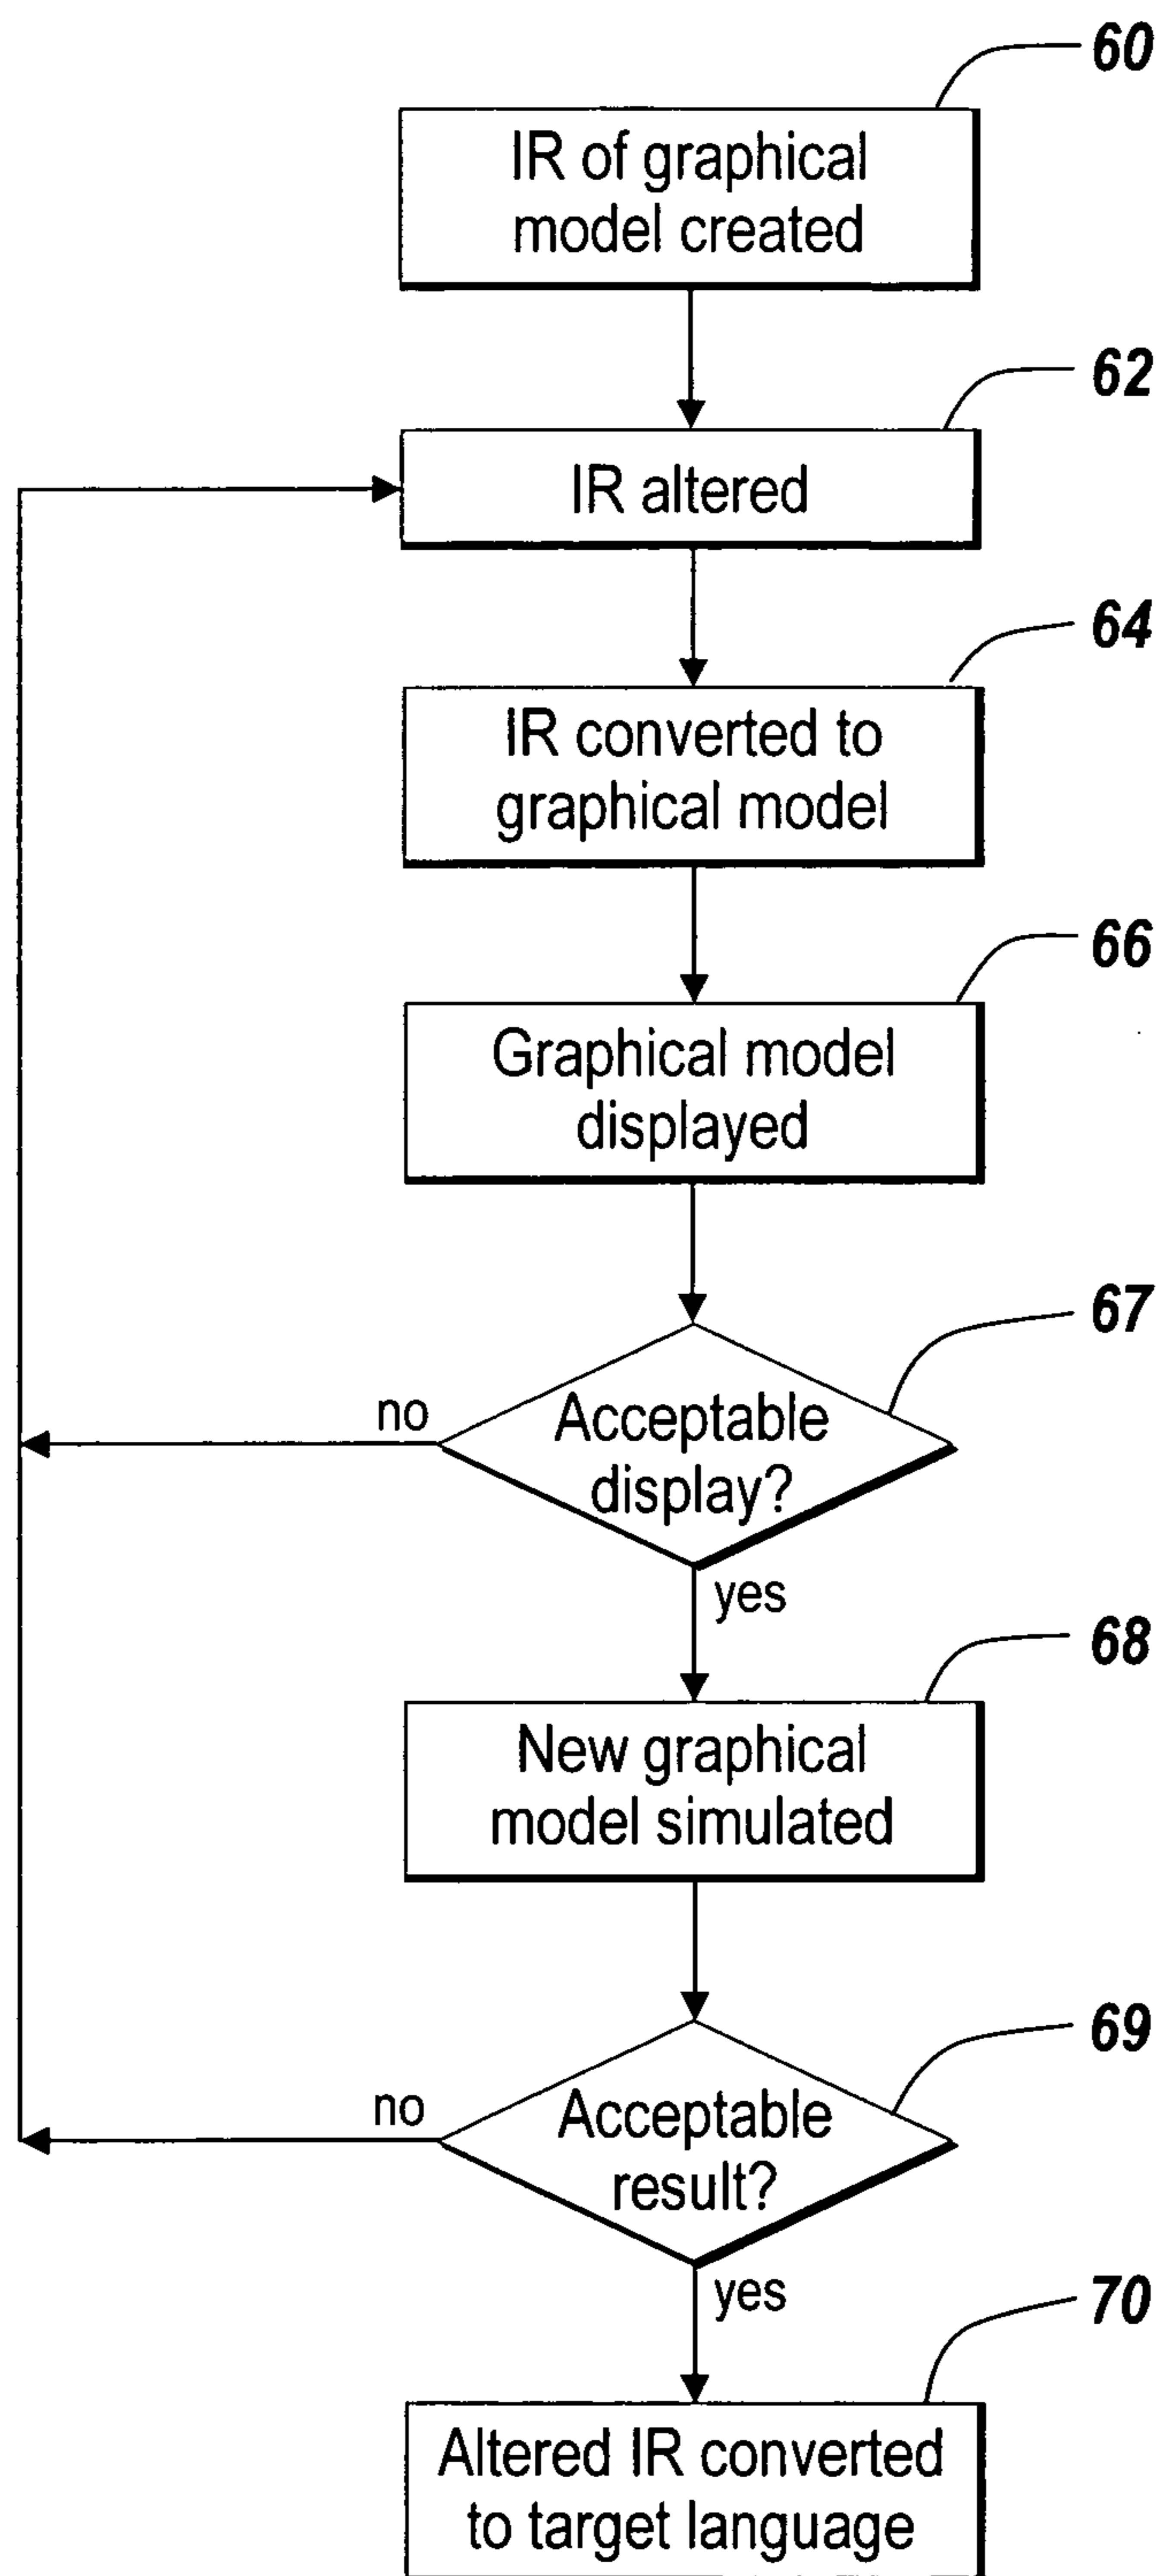 60
IR of graphical
model created
62
IR altered
64
IR converted to
graphical model
66
Graphical model
displayed
67
Acceptable
display?
no
yes
68
New graphical
model simulated
69
Acceptable
result?
no
yes
70
Altered IR converted
to target language